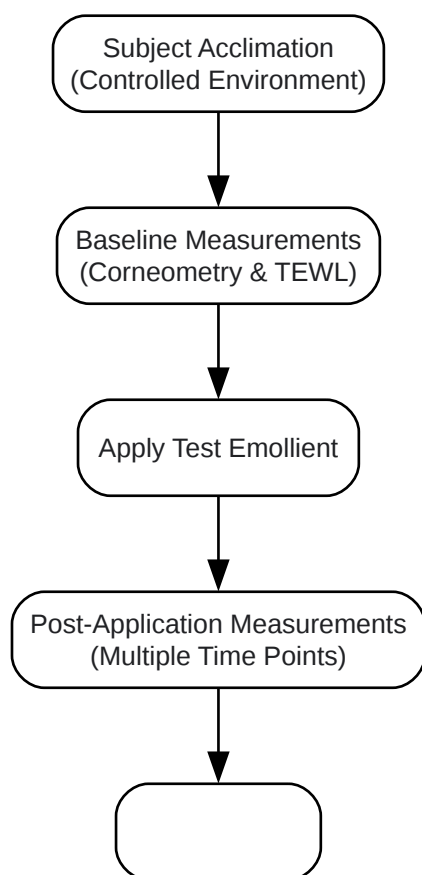 Subject Acclimation
(Controlled Environment)
Baseline Measurements
(Corneometry & TEWL)
Apply Test Emollient
Post-Application Measurements
(Multiple Time Points)